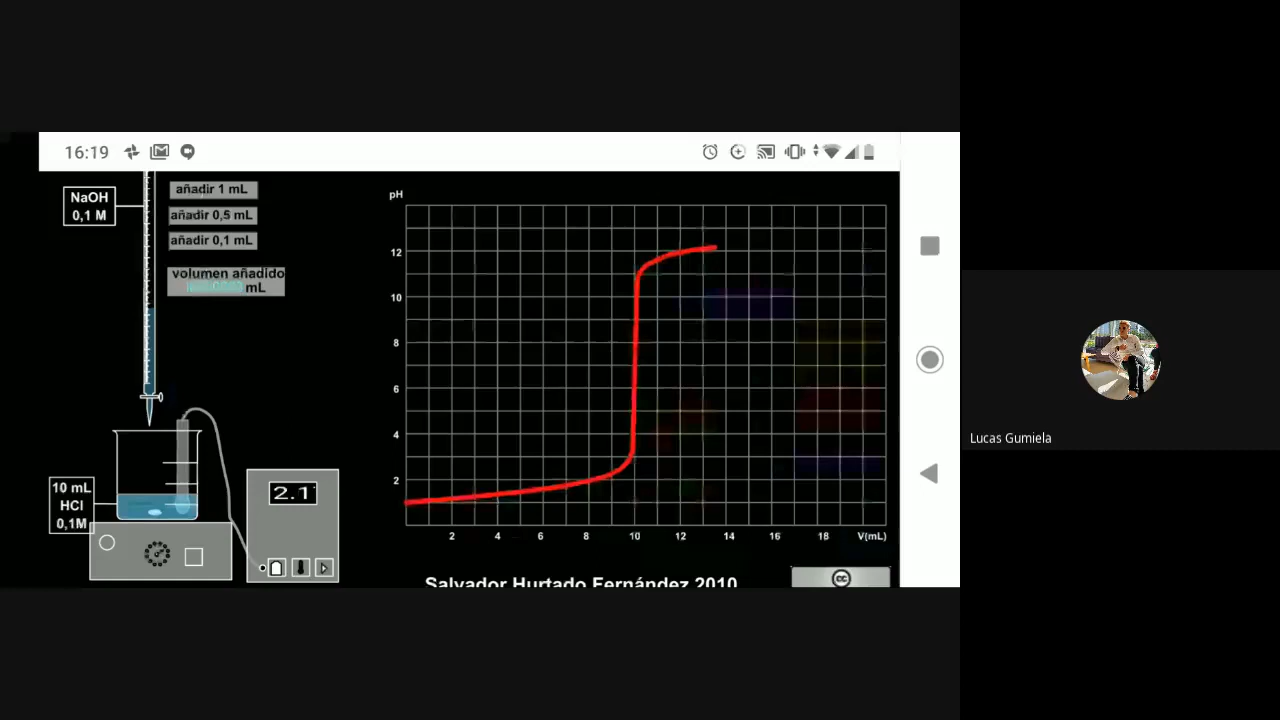 16:19
NaOH
0,1 M
añadir 1 mL
añadir 0,5 mL
añadir 0,1 mL
volumen añadido
mL
10 mL
HCl
0,1M
2.1
pH
12
10
8
6
4
2
2 4 6 8 10 12 14 16 18 V(mL)
Salvador Hurtado Fernández 2010
cc
Lucas Gumiela